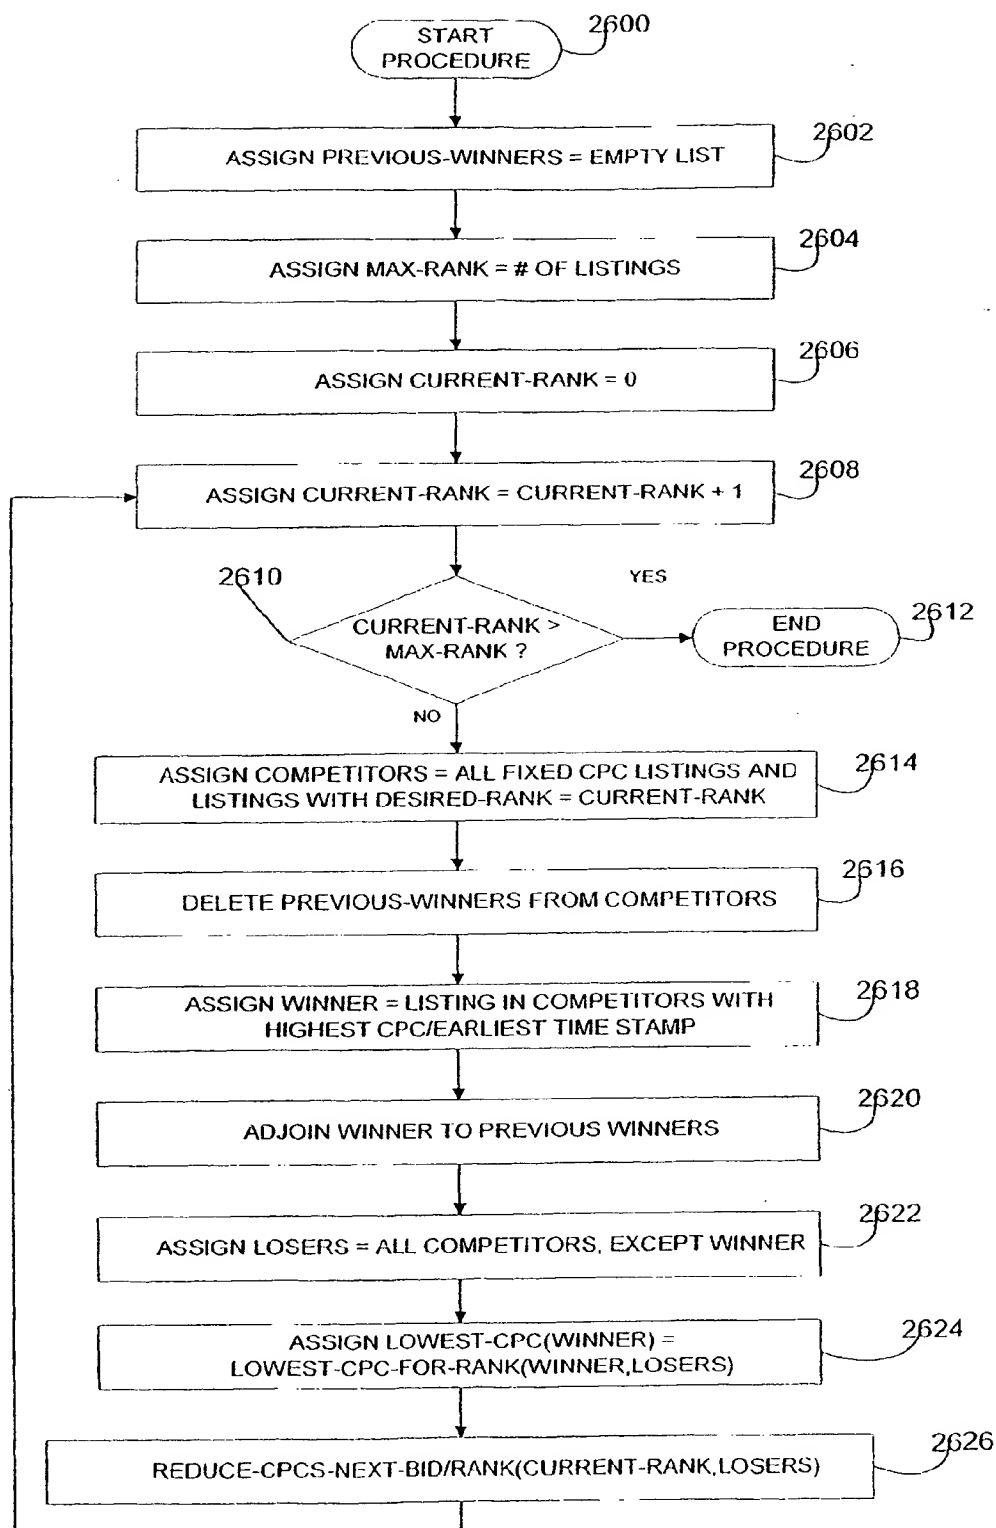 START
PROCEDURE
2600
ASSIGN PREVIOUS-WINNERS = EMPTY LIST
2602
ASSIGN MAX-RANK = # OF LISTINGS
2604
ASSIGN CURRENT-RANK = 0
2606
ASSIGN CURRENT-RANK = CURRENT-RANK + 1
2608
2610
CURRENT-RANK >
MAX-RANK ?
YES
END
PROCEDURE
2612
NO
ASSIGN COMPETITORS = ALL FIXED CPC LISTINGS AND
LISTINGS WITH DESIRED-RANK = CURRENT-RANK
2614
DELETE PREVIOUS-WINNERS FROM COMPETITORS
2616
ASSIGN WINNER = LISTING IN COMPETITORS WITH
HIGHEST CPC/EARLIEST TIME STAMP
2618
ADJOIN WINNER TO PREVIOUS WINNERS
2620
ASSIGN LOSERS = ALL COMPETITORS, EXCEPT WINNER
2622
ASSIGN LOWEST-CPC(WINNER) =
LOWEST-CPC-FOR-RANK(WINNER,LOSERS)
2624
REDUCE-CPCS-NEXT-BID/RANK(CURRENT-RANK,LOSERS)
2626